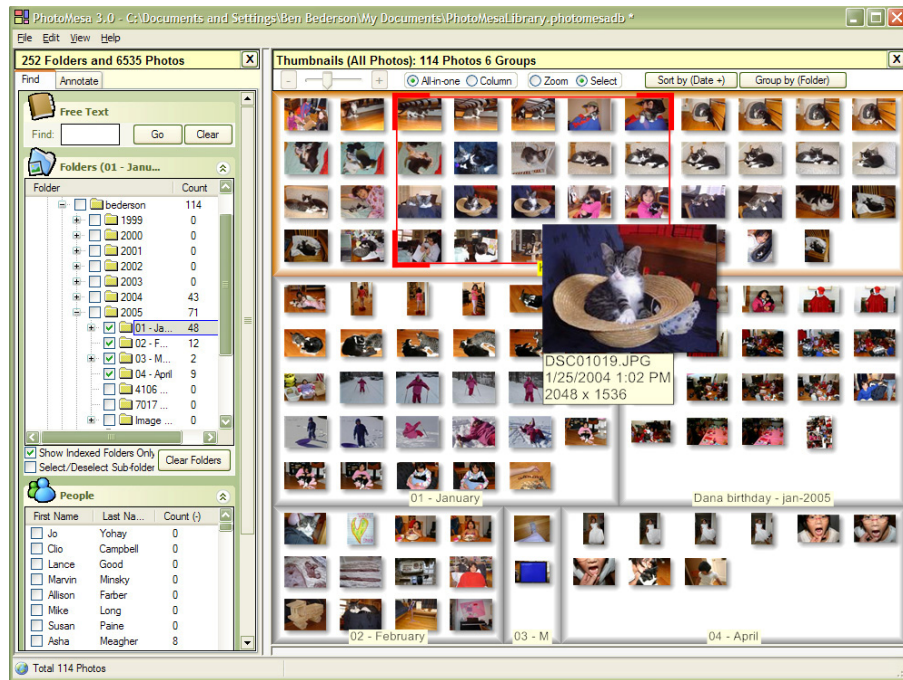 PhotoMesa 3.0 - C:\Documents and Settings\Ben Bederson\My Documents\PhotoMesaLibrary.photomesadb *
File Edit View Help
252 Folders and 6535 Photos X
Find Annotate
Free Text
Find: Go Clear
Folders (01 - Janu...
Folder Count
bederson 114
1999 0
2000 0
2001 0
2002 0
2003 0
2004 43
2005 71
01 - Ja... 48
02 - F... 12
03 - M... 2
04 - April 9
4106 ... 0
7017 ... 0
Image ... 0
Show Indexed Folders Only
Select/Deselect Sub-folder
Clear Folders
People
First Name Last Na... Count (-)
Jo Yohay 0
Clio Campbell 0
Lance Good 0
Marvin Minsky 0
Allison Farber 0
Mike Long 0
Susan Paine 0
Asha Meagher 8
Total 114 Photos
Thumbnails (All Photos): 114 Photos 6 Groups X
- + All-in-one Column Zoom Select Sort by (Date +) Group by (Folder)
DSC01019.JPG
1/25/2004 1:02 PM
2048 x 1536
01 - January
Dana birthday - jan-2005
02 - February
03 - M
04 - April